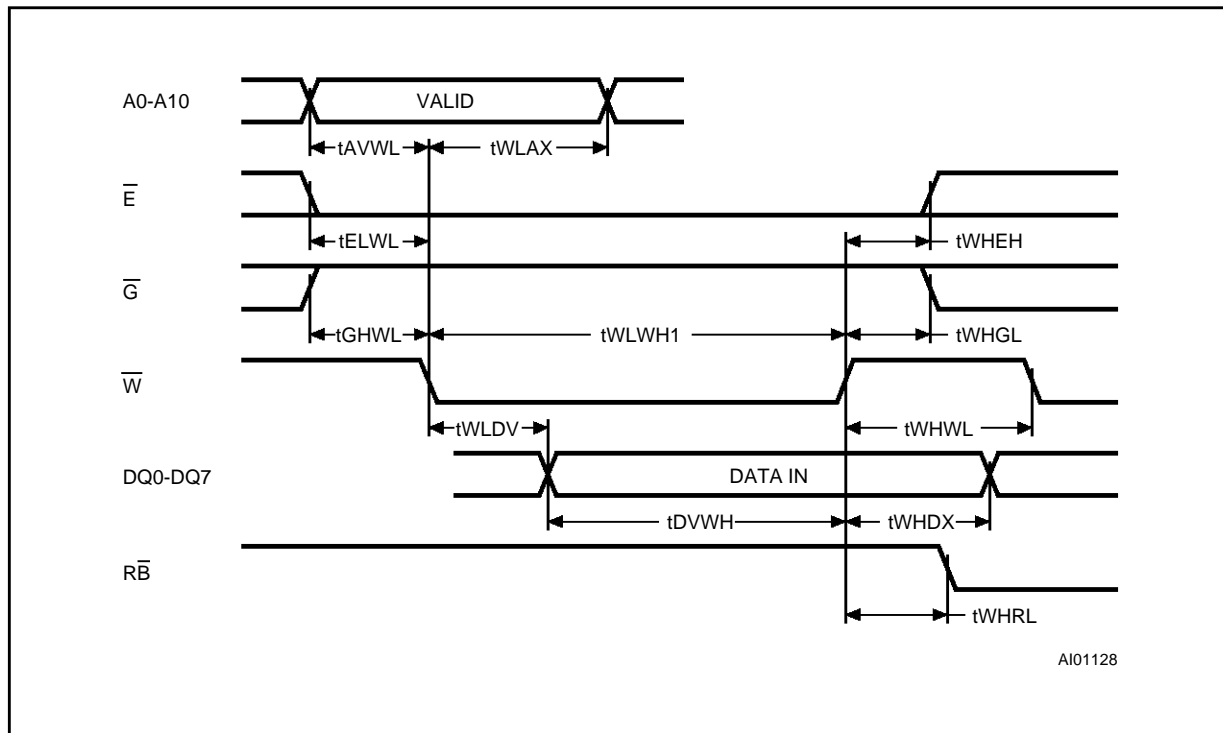 A0-A10
VALID
tAVWL
tWLAX
E̅
tELWL
tWHEH
G̅
tGHWL
tWLWH1
tWHGL
W̅
tWLDV
tWHWL
DQ0-DQ7
DATA IN
tDVWH
tWHDX
RB̅
tWHRL
AI01128